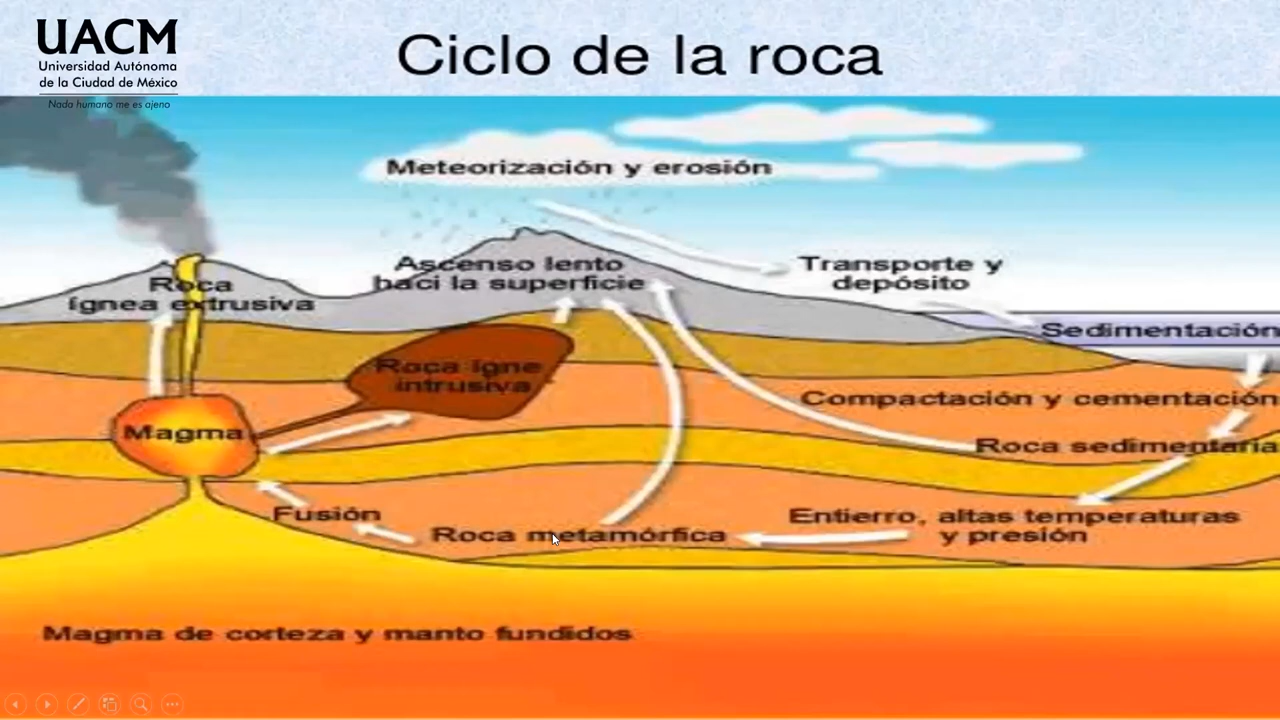 UACM
Universidad Autónoma
de la Ciudad de México
Nada humano me es ajeno
Ciclo de la roca
Meteorización y erosión
Ascenso lento
haci la superficie
Transporte y
depósito
Roca
ígnea extrusiva
Sedimentación
Roca ígne
intrusiva
Compactación y cementación
Magma
Roca sedimentaria
Fusión
Entierro, altas temperaturas
y presión
Roca metamórfica
Magma de corteza y manto fundidos